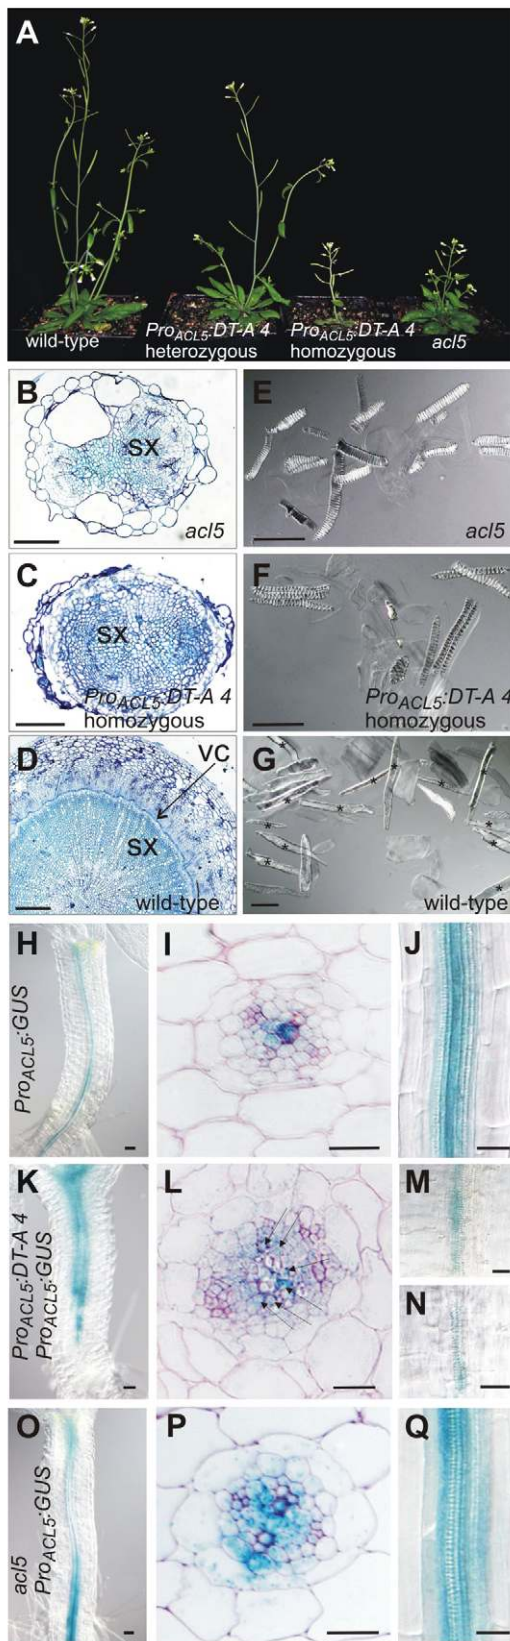 A
wild-type
ProACL5:DT-A 4
heterozygous
ProACL5:DT-A 4
homozygous
acl5
B
SX
acl5
E
acl5
C
SX
ProACL5:DT-A 4
homozygous
F
ProACL5:DT-A 4
homozygous
D
VC
SX
wild-type
G
* * * * * * * * * * *
wild-type
H
ProACL5:GUS
I
J
K
ProACL5:DT-A 4
ProACL5:GUS
L
M
N
O
acl5
ProACL5:GUS
P
Q